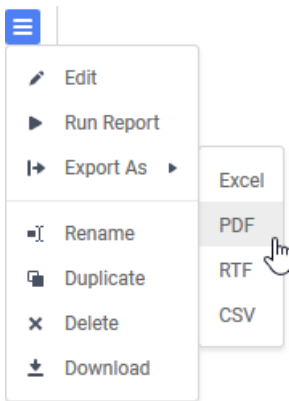 Edit
Run Report
Export As
Rename
Duplicate
Delete
Download
Excel
PDF
RTF
CSV